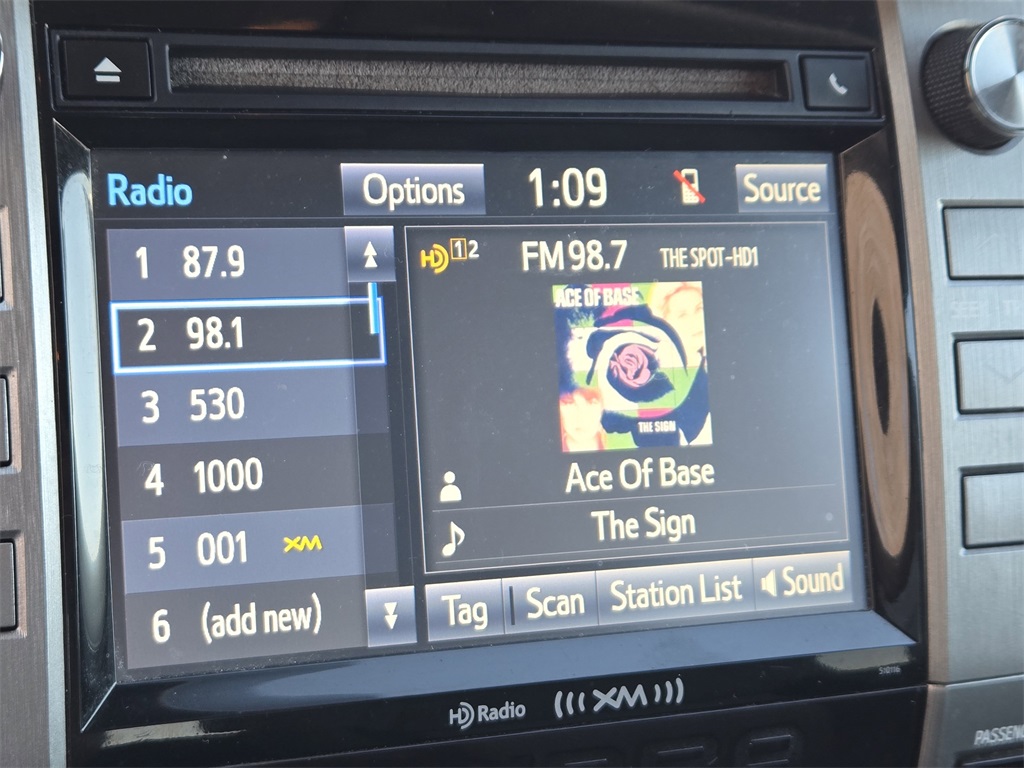 Radio
Options
1:09
Source
1 87.9
2 98.1
3 530
4 1000
5 001 XM
6 (add new)
HD 1 2
FM 98.7
THE SPOT-HD1
ACE OF BASE
THE SIGN
Ace Of Base
The Sign
Tag
Scan
Station List
Sound
HD Radio
(((XM)))
510116
PASSEN